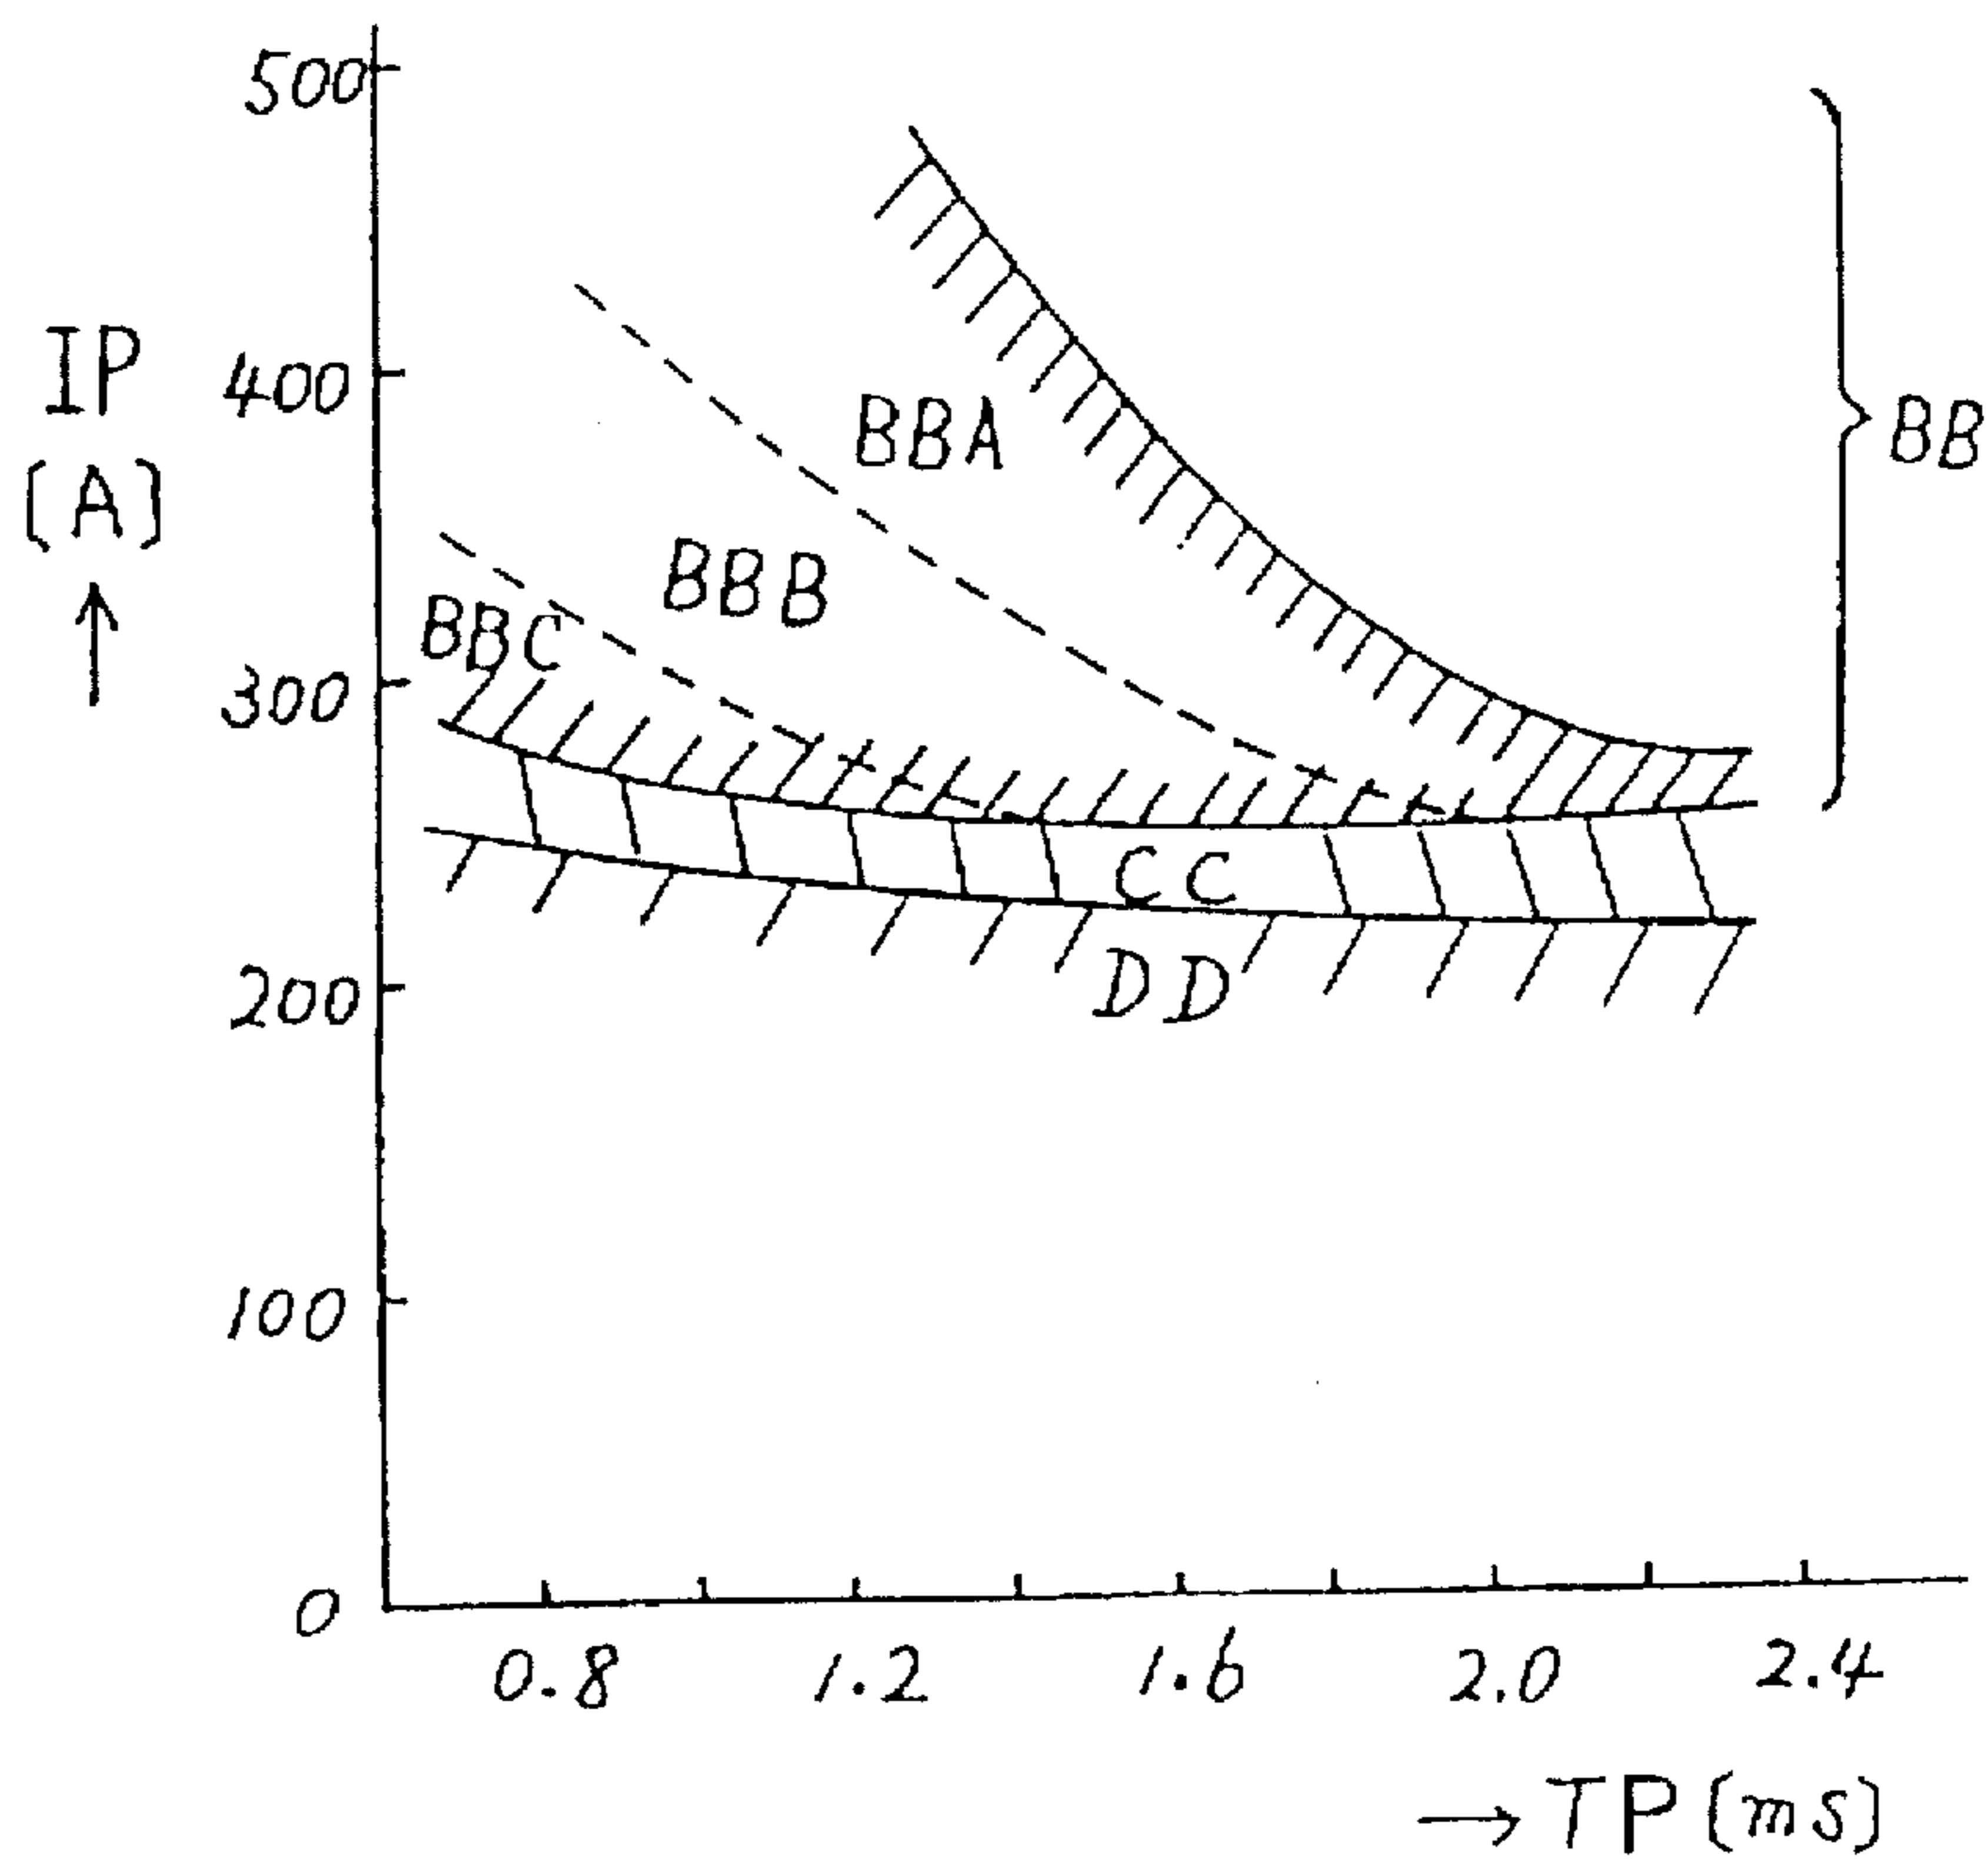 500
IP
(A)
↑
400
BBA
BB
BBB
BBC
300
CC
DD
200
100
0
0.8 1.2 1.6 2.0 2.4
→ TP (ms)